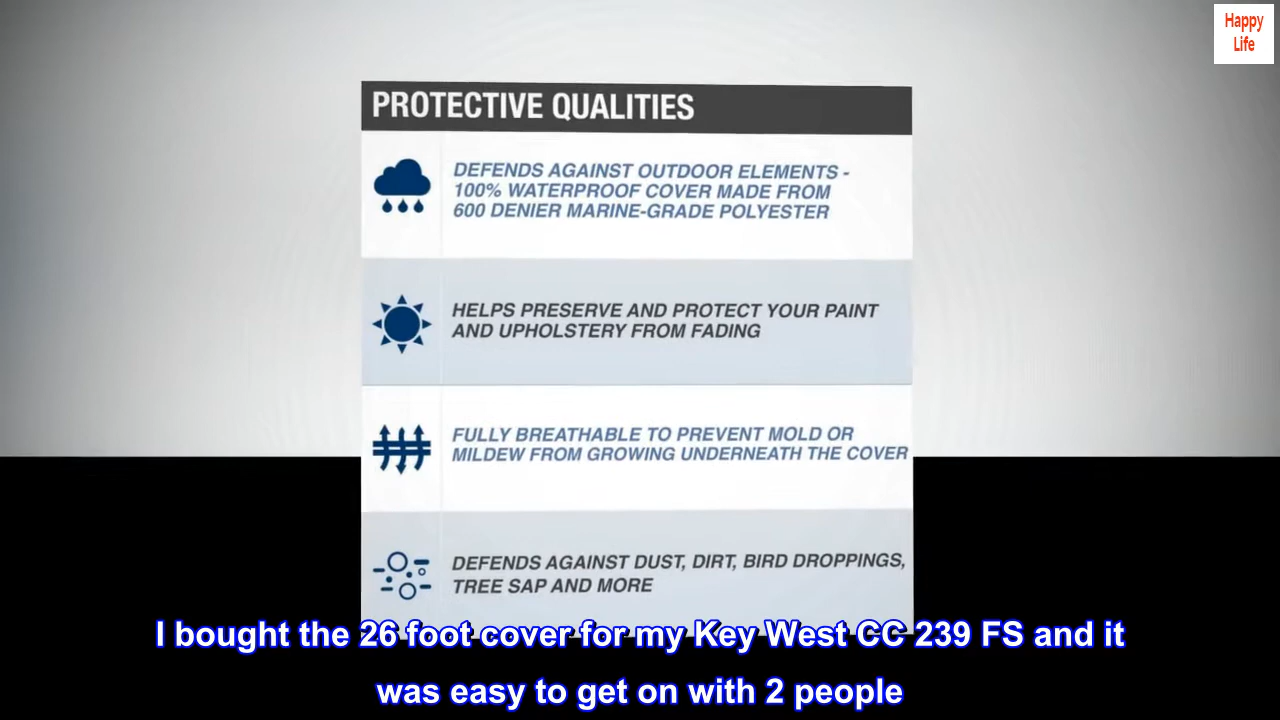 Happy
Life
PROTECTIVE QUALITIES
DEFENDS AGAINST OUTDOOR ELEMENTS -
100% WATERPROOF COVER MADE FROM
600 DENIER MARINE-GRADE POLYESTER
HELPS PRESERVE AND PROTECT YOUR PAINT
AND UPHOLSTERY FROM FADING
FULLY BREATHABLE TO PREVENT MOLD OR
MILDEW FROM GROWING UNDERNEATH THE COVER
DEFENDS AGAINST DUST, DIRT, BIRD DROPPINGS,
TREE SAP AND MORE
I bought the 26 foot cover for my Key West CC 239 FS and it
was easy to get on with 2 people